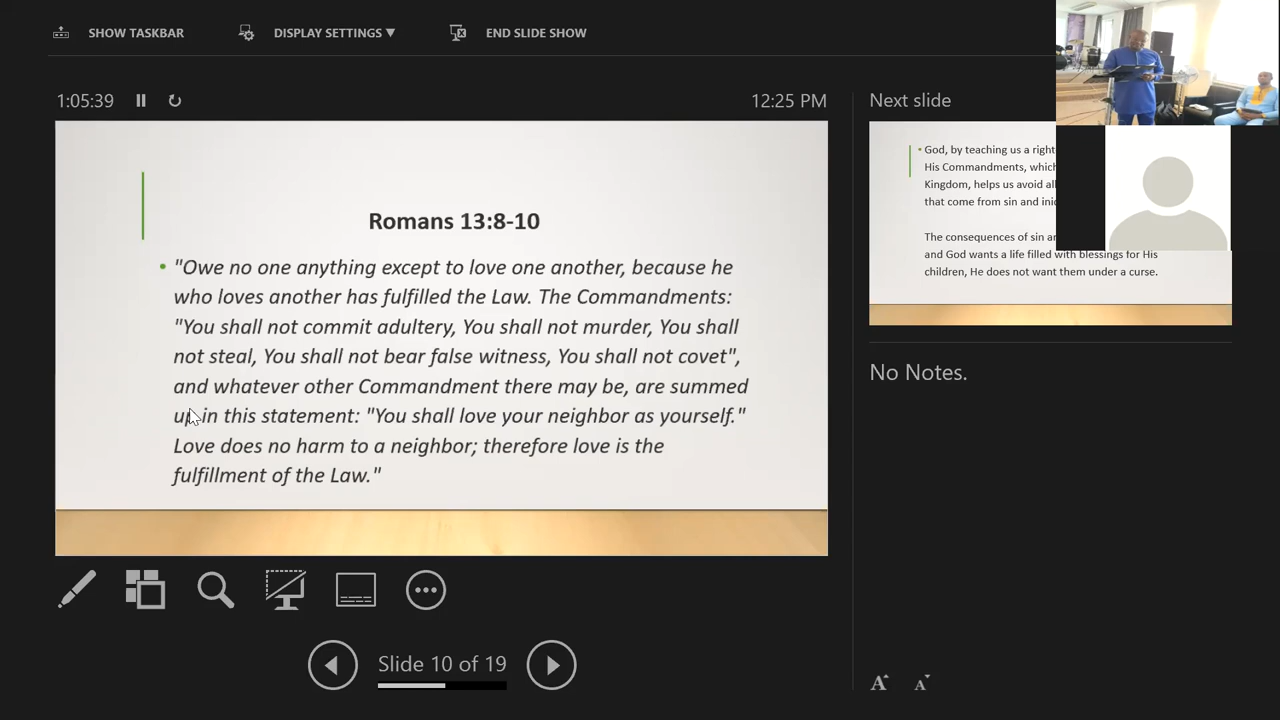 SHOW TASKBAR
DISPLAY SETTINGS ▼
END SLIDE SHOW
1:05:39
12:25 PM
Romans 13:8-10
• "Owe no one anything except to love one another, because he
who loves another has fulfilled the Law. The Commandments:
"You shall not commit adultery, You shall not murder, You shall
not steal, You shall not bear false witness, You shall not covet",
and whatever other Commandment there may be, are summed
up in this statement: "You shall love your neighbor as yourself."
Love does no harm to a neighbor; therefore love is the
fulfillment of the Law."
Slide 10 of 19
Next slide
• God, by teaching us a right
His Commandments, which
Kingdom, helps us avoid
that come from sin and
The consequences of sin
and God wants a life filled with blessings for His
children, He does not want them under a curse.
No Notes.
A A